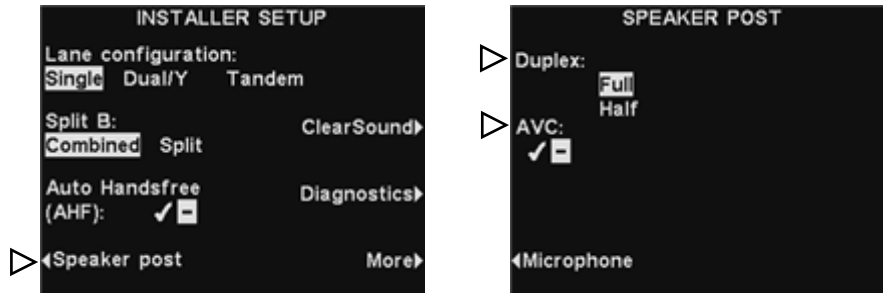 INSTALLER SETUP
Lane configuration:
Single Dual/Y Tandem
Split B:
ClearSound
Combined Split
Auto Handsfree
Diagnostics
(AHF): ✓ –
Speaker post More
SPEAKER POST
Duplex:
Full
Half
AVC:
✓ –
Microphone